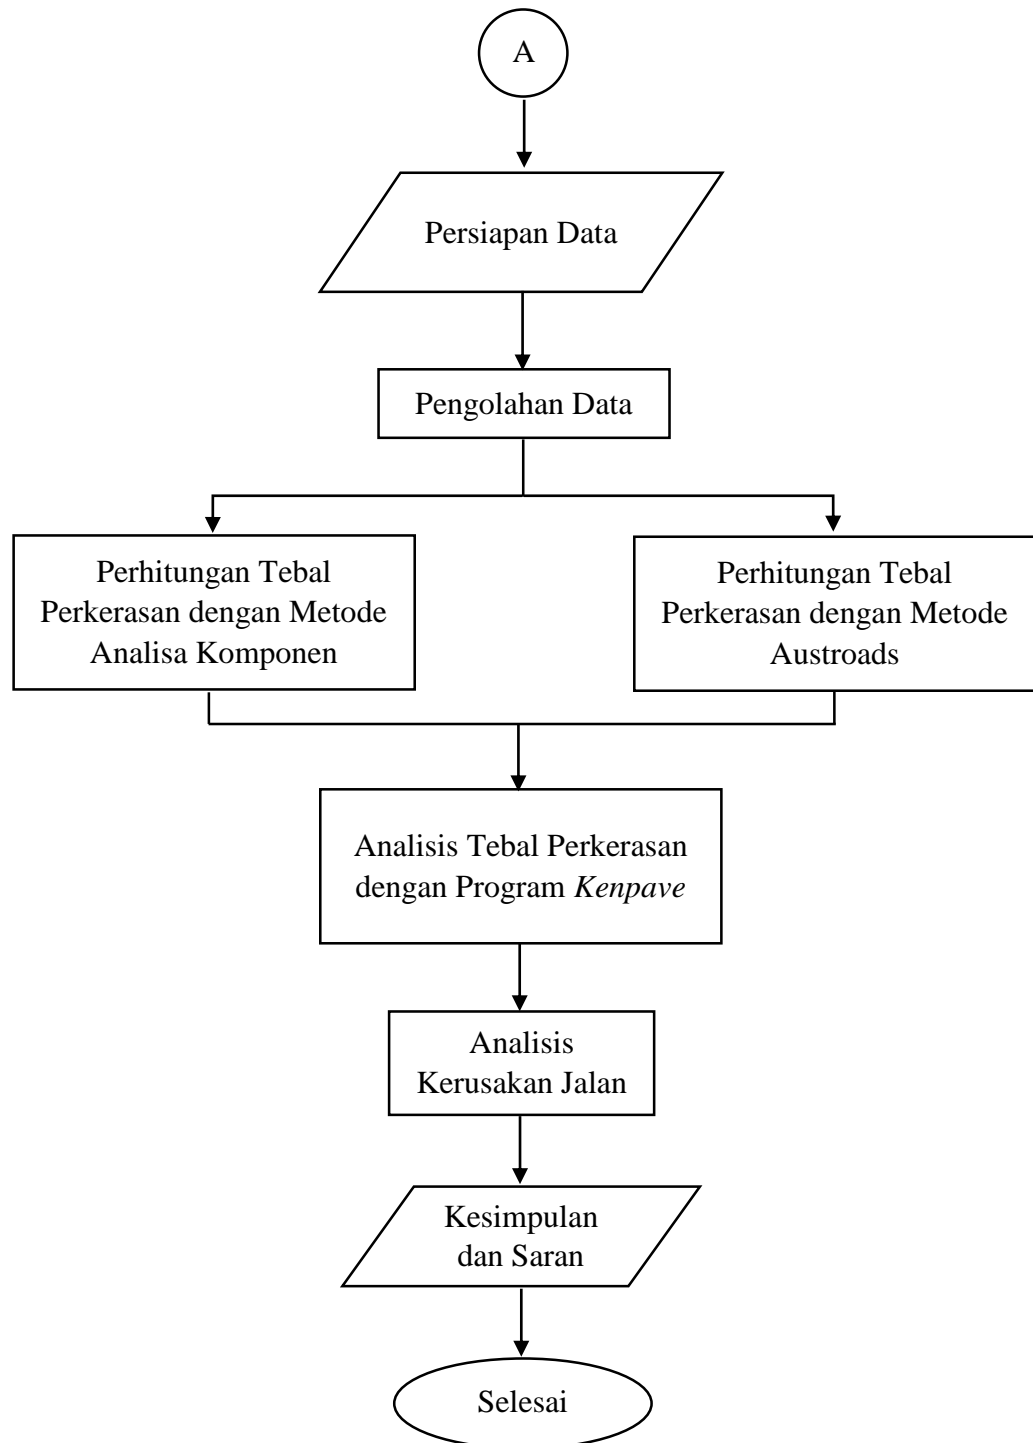 A
Persiapan Data
Pengolahan Data
Perhitungan Tebal
Perkerasan dengan Metode
Analisa Komponen
Perhitungan Tebal
Perkerasan dengan Metode
Austroads
Analisis Tebal Perkerasan
dengan Program Kenpave
Analisis
Kerusakan Jalan
Kesimpulan
dan Saran
Selesai